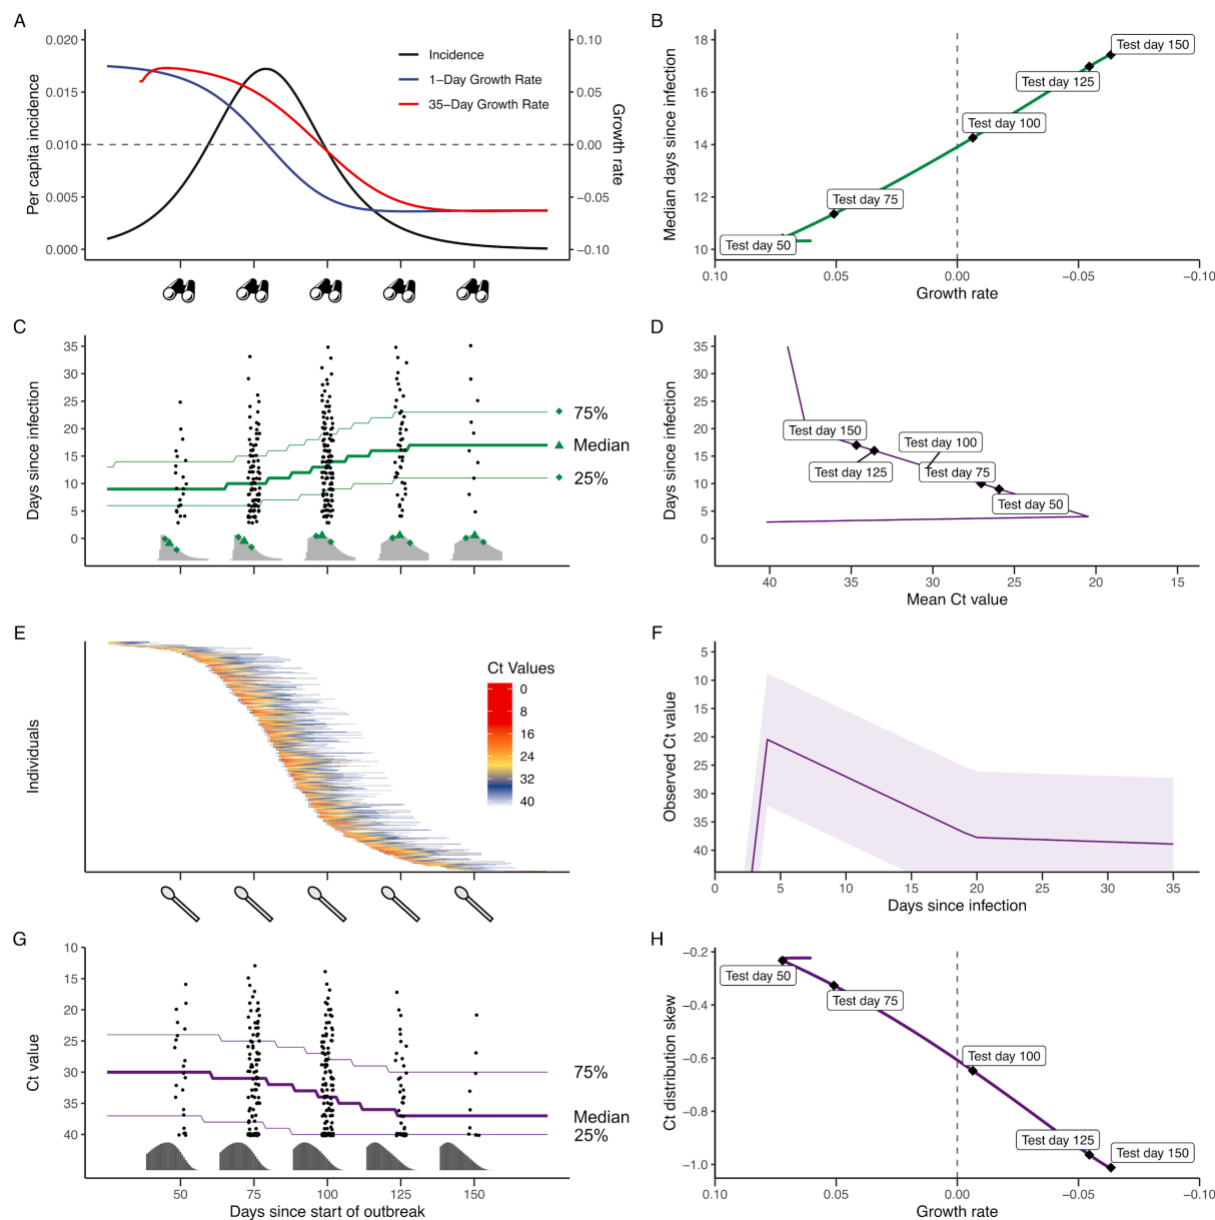 A
0.020
0.015
0.010
0.005
0.000
Per capita incidence
Incidence
1−Day Growth Rate
35−Day Growth Rate
0.10
0.05
0.00
−0.05
−0.10
Growth rate
B
18
16
14
12
10
Median days since infection
Test day 150
Test day 125
Test day 100
Test day 75
Test day 50
0.10
0.05
0.00
−0.05
−0.10
Growth rate
C
35
30
25
20
15
10
5
0
Days since infection
75%
Median
25%
D
35
30
25
20
15
10
5
0
Days since infection
Test day 150
Test day 100
Test day 125
Test day 75
Test day 50
40
35
30
25
20
15
Mean Ct value
E
Individuals
Ct Values
0
8
16
24
32
40
F
5
10
15
20
25
30
35
40
Observed Ct value
0
5
10
15
20
25
30
35
Days since infection
G
10
15
20
25
30
35
40
Ct value
75%
Median
25%
50
75
100
125
150
Days since start of outbreak
H
−0.2
−0.4
−0.6
−0.8
−1.0
Ct distribution skew
Test day 50
Test day 75
Test day 100
Test day 125
Test day 150
0.10
0.05
0.00
−0.05
−0.10
Growth rate